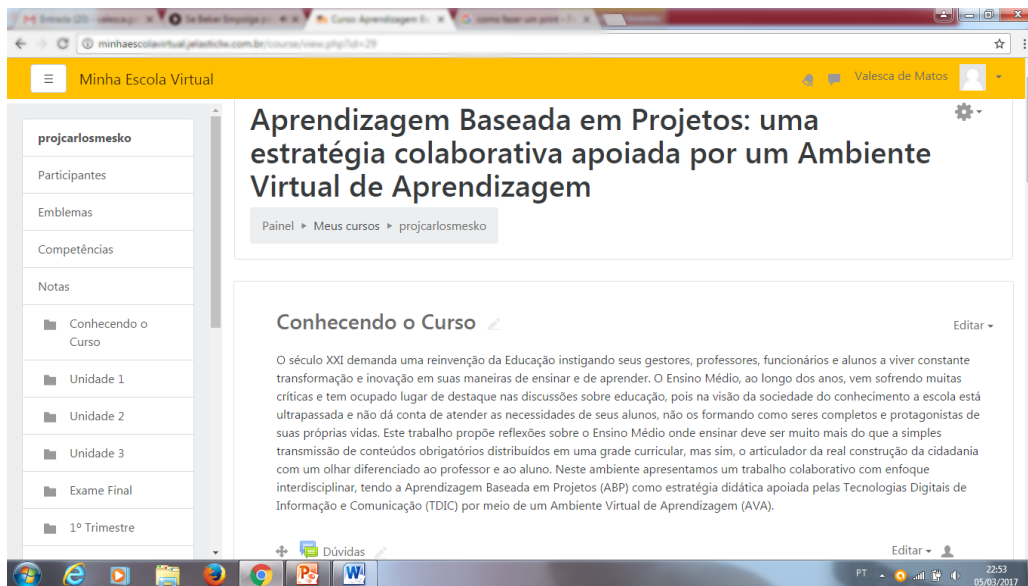 Entrada (20) - valesca.p
Se Beber Empolga p
Curso: Aprendizagem B
como fazer um print - P
minhaescolavirtual.jelasticlw.com.br/course/view.php?id=29
Minha Escola Virtual
Valesca de Matos
projcarlosmesko
Participantes
Emblemas
Competências
Notas
Conhecendo o
Curso
Unidade 1
Unidade 2
Unidade 3
Exame Final
1º Trimestre
Aprendizagem Baseada em Projetos: uma
estratégia colaborativa apoiada por um Ambiente
Virtual de Aprendizagem
Painel ▸ Meus cursos ▸ projcarlosmesko
Conhecendo o Curso
Editar
O século XXI demanda uma reinvenção da Educação instigando seus gestores, professores, funcionários e alunos a viver constante
transformação e inovação em suas maneiras de ensinar e de aprender. O Ensino Médio, ao longo dos anos, vem sofrendo muitas
críticas e tem ocupado lugar de destaque nas discussões sobre educação, pois na visão da sociedade do conhecimento a escola está
ultrapassada e não dá conta de atender as necessidades de seus alunos, não os formando como seres completos e protagonistas de
suas próprias vidas. Este trabalho propõe reflexões sobre o Ensino Médio onde ensinar deve ser muito mais do que a simples
transmissão de conteúdos obrigatórios distribuídos em uma grade curricular, mas sim, o articulador da real construção da cidadania
com um olhar diferenciado ao professor e ao aluno. Neste ambiente apresentamos um trabalho colaborativo com enfoque
interdisciplinar, tendo a Aprendizagem Baseada em Projetos (ABP) como estratégia didática apoiada pelas Tecnologias Digitais de
Informação e Comunicação (TDIC) por meio de um Ambiente Virtual de Aprendizagem (AVA).
Dúvidas
Editar
PT
22:53
05/03/2017